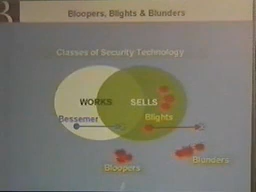 Bloopers, Blights & Blunders
Classes of Security Technology
WORKS SELLS
Bessemer Blights
Bloopers Blunders